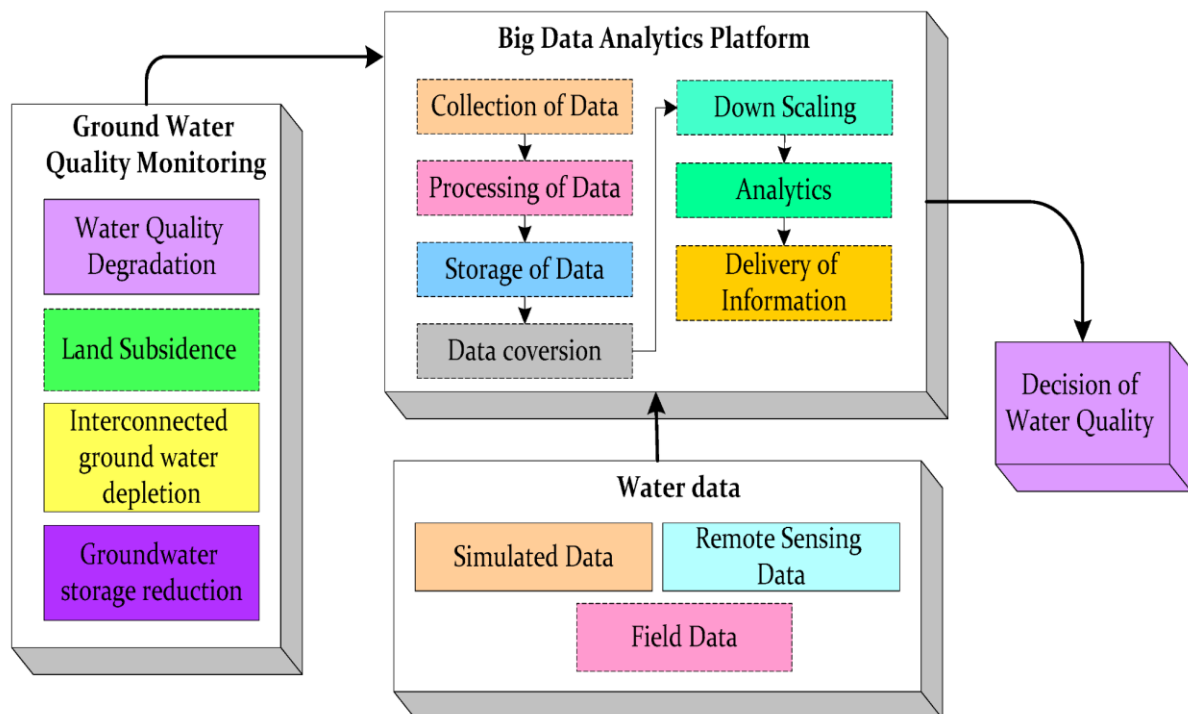 Big Data Analytics Platform
Collection of Data
Processing of Data
Storage of Data
Data coversion
Down Scaling
Analytics
Delivery of
Information
Ground Water
Quality Monitoring
Water Quality
Degradation
Land Subsidence
Interconnected
ground water
depletion
Groundwater
storage reduction
Decision of
Water Quality
Water data
Simulated Data
Remote Sensing
Data
Field Data